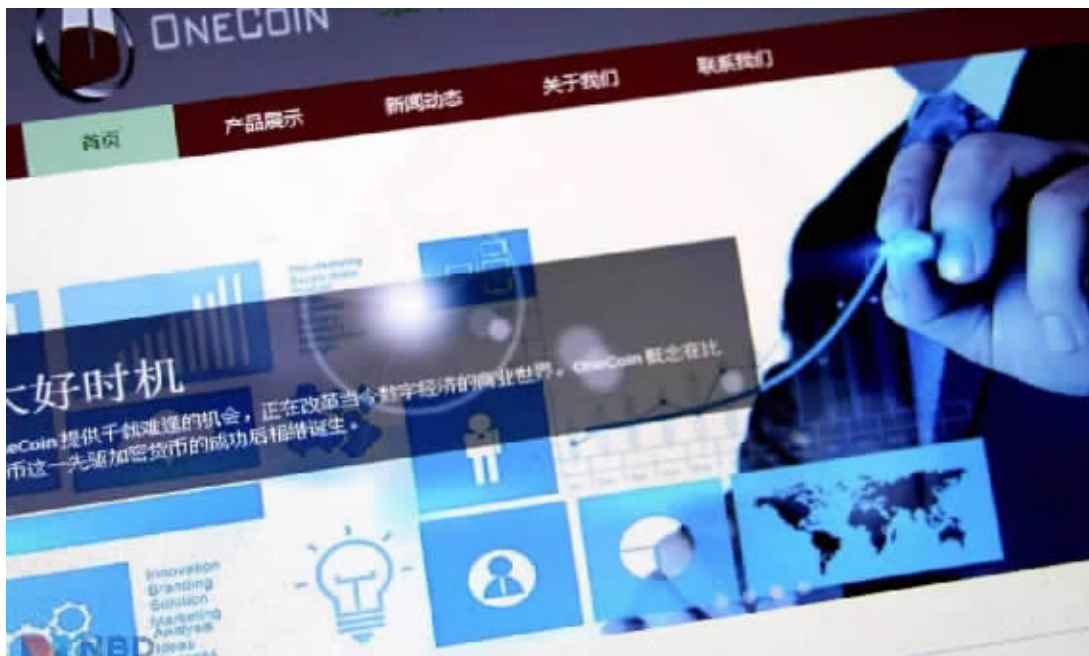 ONECOIN
首页 产品展示 新闻动态 关于我们 联系我们
大好时机
eCoin 提供千载难逢的机会，正在改革当今数字经济的商业世界。OneCoin 概念在比
币这一先驱加密货币的成功后相继诞生。
Innovation
Branding
Solution
Marketing
Analysis
Ideas
NBD